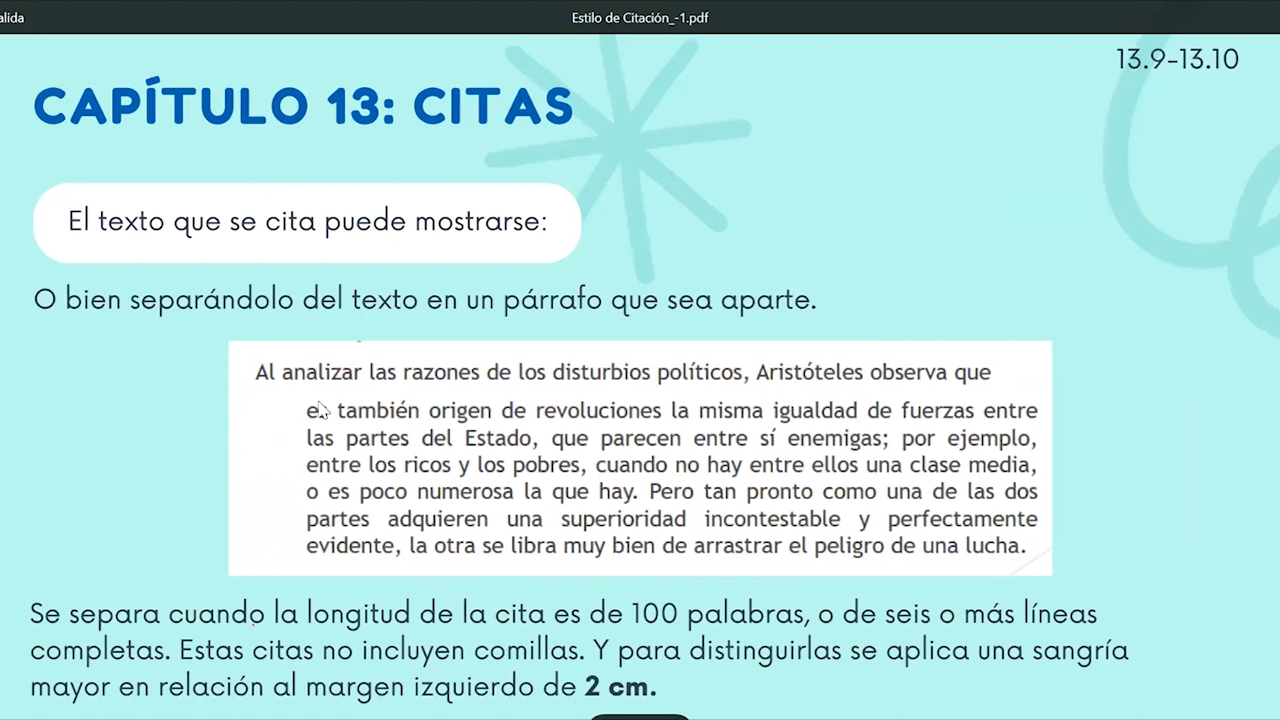 alida
Estilo de Citación_-1.pdf
13.9-13.10
CAPÍTULO 13: CITAS
El texto que se cita puede mostrarse:
O bien separándolo del texto en un párrafo que sea aparte.
Al analizar las razones de los disturbios políticos, Aristóteles observa que
también origen de revoluciones la misma igualdad de fuerzas entre
las partes del Estado, que parecen entre sí enemigas; por ejemplo,
entre los ricos y los pobres, cuando no hay entre ellos una clase media,
o es poco numerosa la que hay. Pero tan pronto como una de las dos
partes adquieren una superioridad incontestable y perfectamente
evidente, la otra se libra muy bien de arrastrar el peligro de una lucha.
Se separa cuando la longitud de la cita es de 100 palabras, o de seis o más líneas
completas. Estas citas no incluyen comillas. Y para distinguirlas se aplica una sangría
mayor en relación al margen izquierdo de 2 cm.